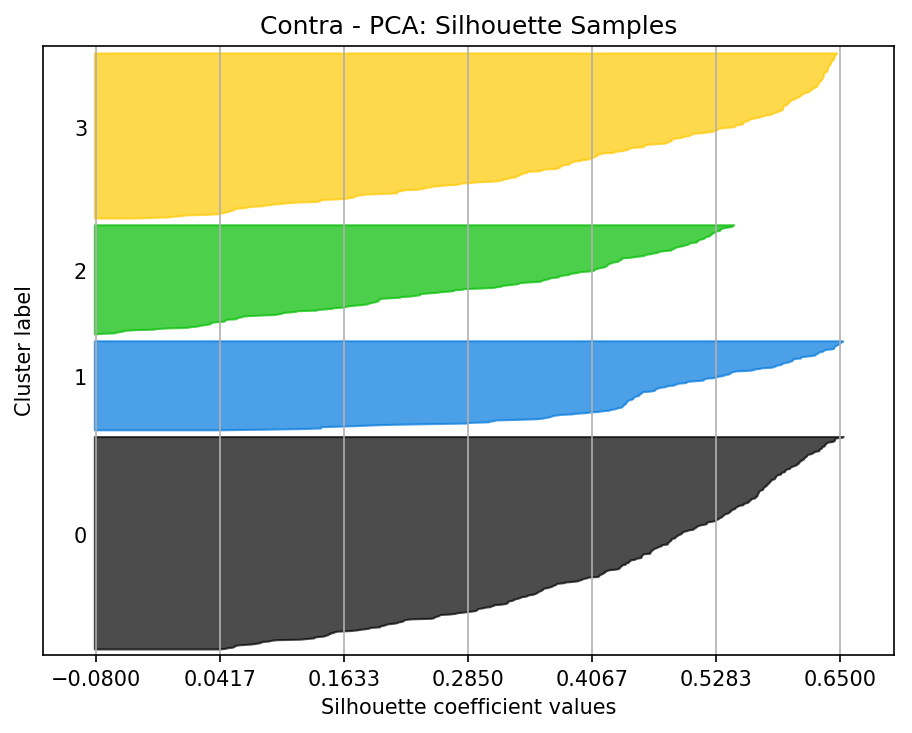 Contra - PCA: Silhouette Samples
Cluster label
3
2
1
0
−0.0800 0.0417 0.1633 0.2850 0.4067 0.5283 0.6500
Silhouette coefficient values